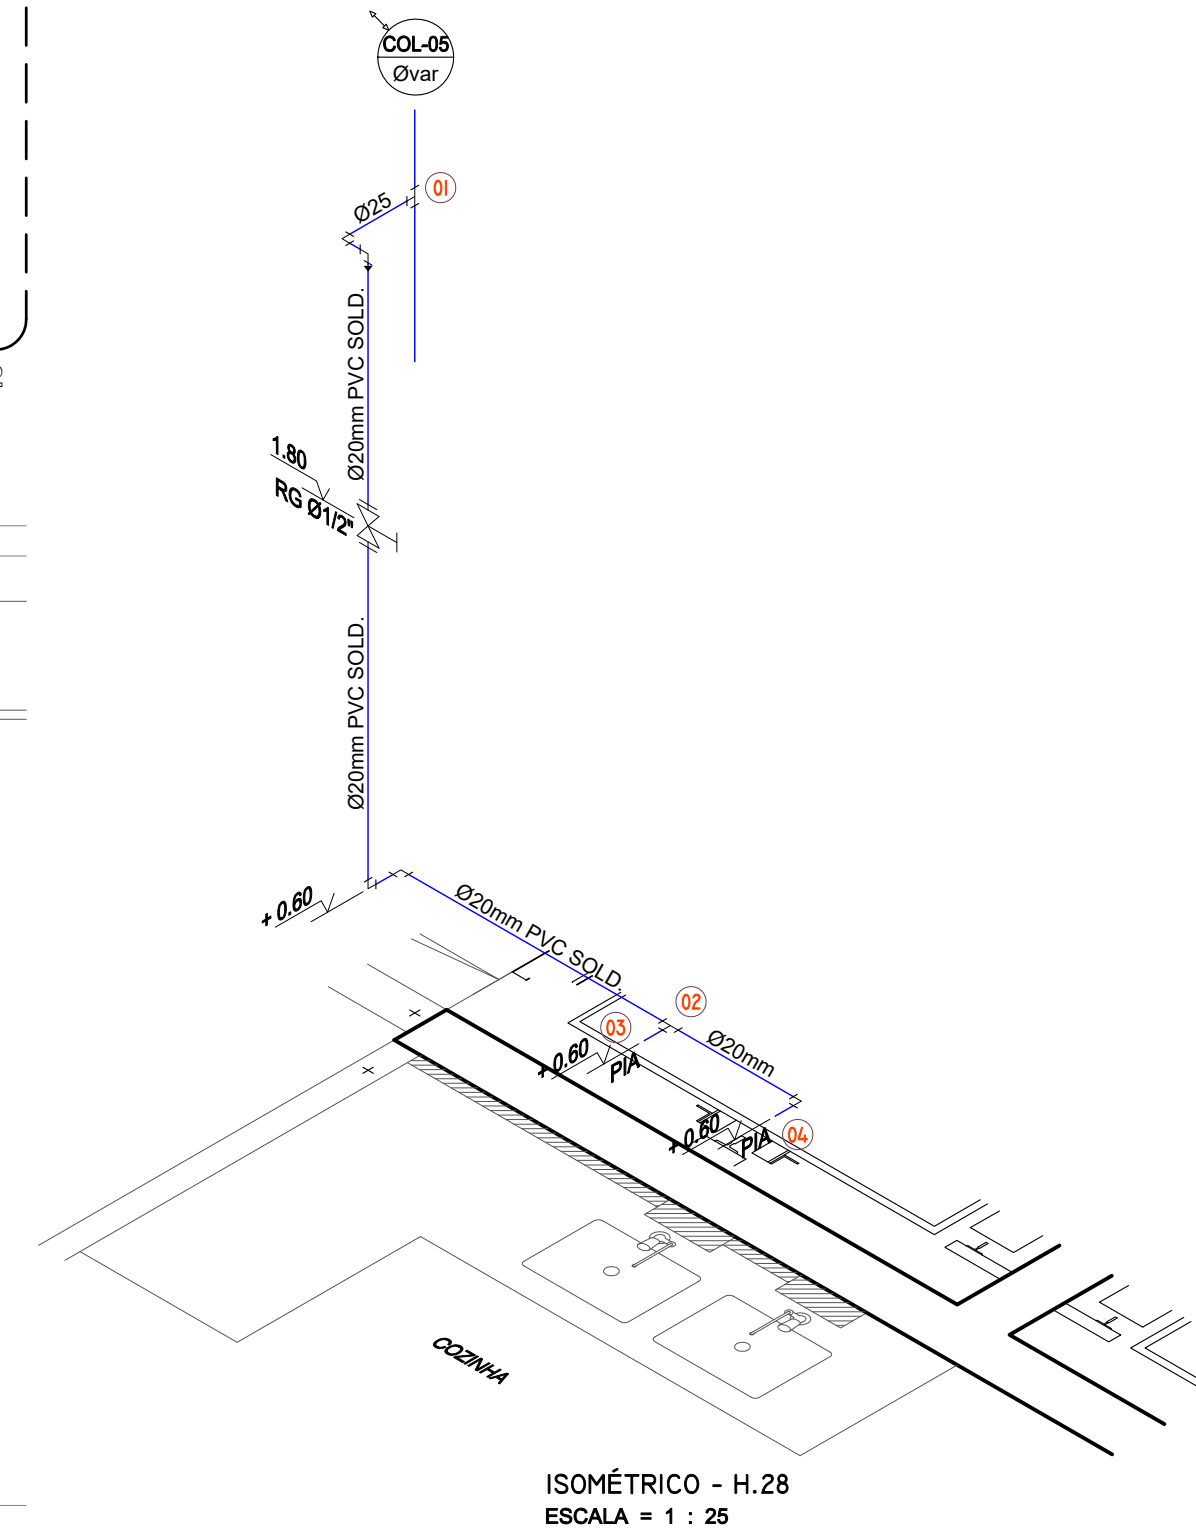 COL-05
Øvar
01
Ø25
Ø20mm PVC SOLD.
1.80
RG Ø1/2"
Ø20mm PVC SOLD.
+ 0.60
Ø20mm PVC SOLD.
02
03
Ø20mm
+ 0.60
PIA
04
+ 0.60
PIA
COZINHA
ISOMÉTRICO - H.28
ESCALA = 1 : 25